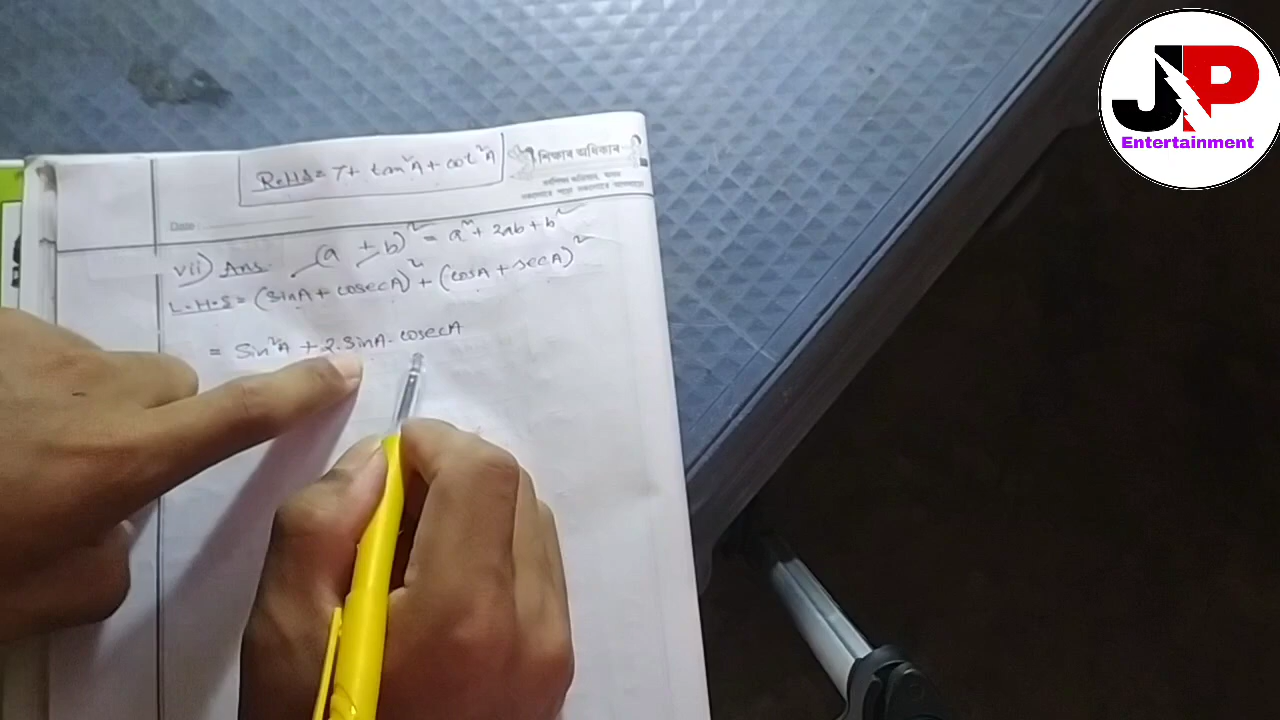 JP
Entertainment
R.H.S = 7 + tan²A + cot²A
Date :
(a + b)² = a² + 2ab + b²
vii) Ans
L.H.S = (sinA + cosecA)² + (cosA + secA)²
= Sin²A + 2.SinA. cosecA